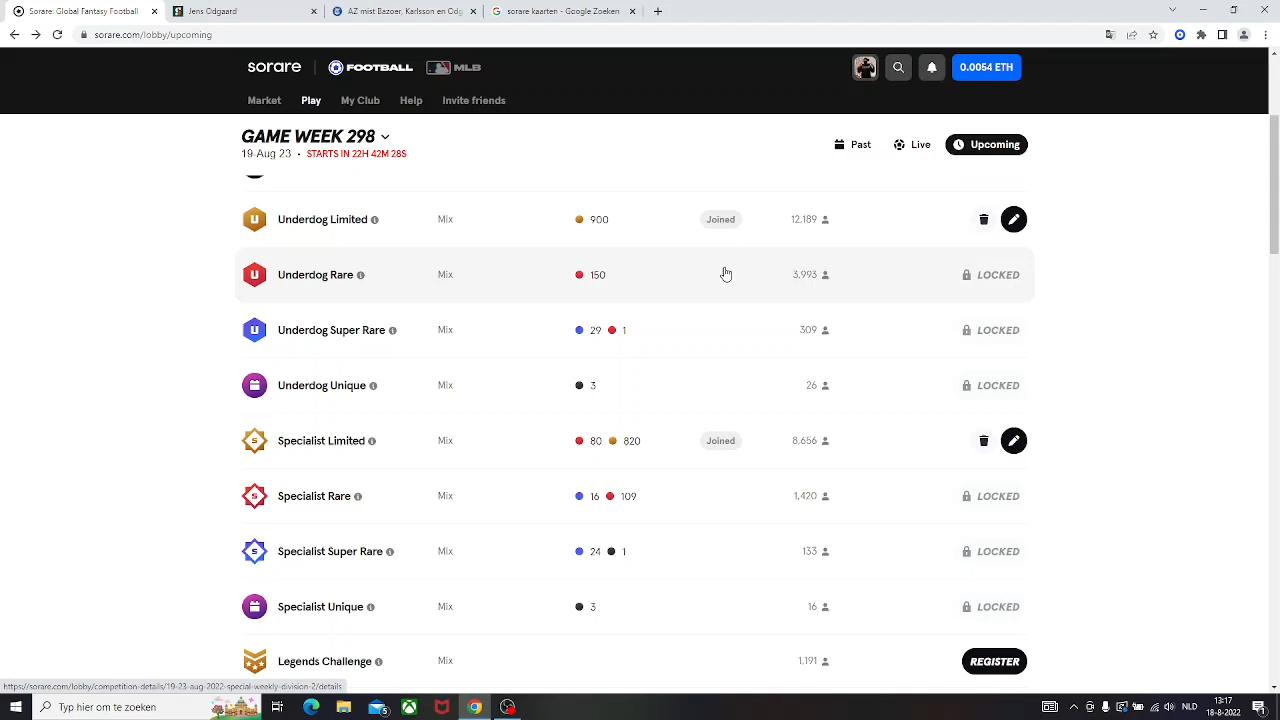 Sorare: Global Fantasy Football
Jens Odgaard
AZ mist Bazoer, Karlsson en Odg
sorare kaarten - Google Zoeken
sorare.com/lobby/upcoming
sorare FOOTBALL MLB
0.0054 ETH
Market Play My Club Help Invite friends
GAME WEEK 298
19-Aug 23 • STARTS IN 22H 42M 28S
Past Live Upcoming
U Underdog Limited Mix 900 Joined 12,189
U Underdog Rare Mix 150 3,993 LOCKED
U Underdog Super Rare Mix 29 1 309 LOCKED
Underdog Unique Mix 3 26 LOCKED
S Specialist Limited Mix 80 820 Joined 8,656
S Specialist Rare Mix 16 109 1,420 LOCKED
S Specialist Super Rare Mix 24 1 133 LOCKED
Specialist Unique Mix 3 16 LOCKED
Legends Challenge Mix 1,191 REGISTER
https://sorare.com/lobby/competition-details/19-23-aug-2022-special-weekly-division-2/details
Typ hier om te zoeken
5
NLD
13:17
18-8-2022
1